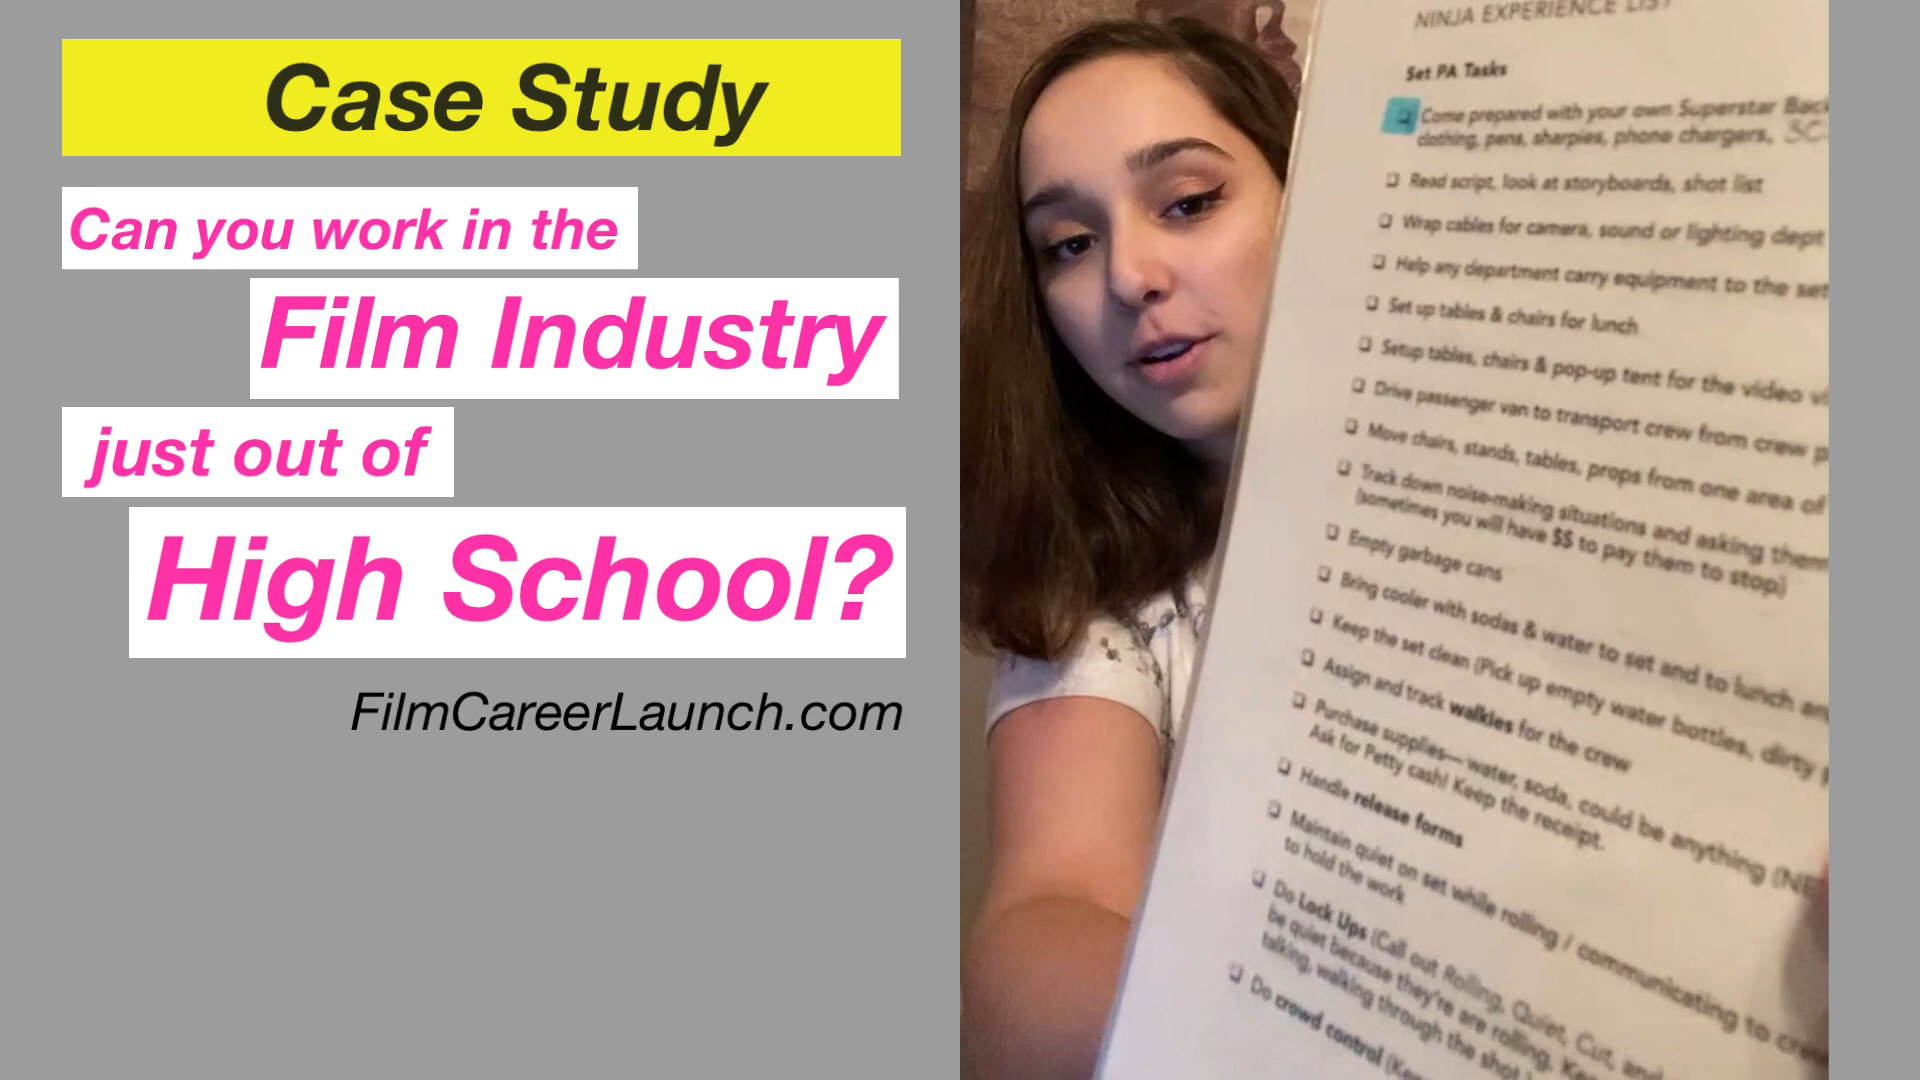 Case Study
Can you work in the
Film Industry
just out of
High School?
FilmCareerLaunch.com
NINJA EXPERIENCE LIST
Set PA Tasks
❏ Come prepared with your own Superstar
clothing, pens, sharpies, phone chargers,
❏ Read script, look at storyboards, shot list
❏ Wrap cables for camera, sound or lighting dept
❏ Help any department carry equipment to the set
❏ Set up tables & chairs for lunch
❏ Setup tables, chairs & pop-up tent for the video
❏ Drive passenger van to transport crew from crew
❏ Move chairs, stands, tables, props from one area of
❏ Track down noise-making situations and asking
(sometimes you will have $$ to pay them to stop)
❏ Empty garbage cans
❏ Bring cooler with sodas & water to set and to lunch
❏ Keep the set clean (Pick up empty water bottles, dirty
❏ Assign and track walkies for the crew
❏ Purchase supplies—water, soda, could be anything
Ask for Petty cash! Keep the receipt.
❏ Handle release forms
❏ Maintain quiet on set while rolling / communicating to
to hold the work
❏ Do Lock Ups (Call out Rolling, Quiet, Cut, and
be quiet because they're are rolling.
talking, walking through the shot
❏ Do crowd control